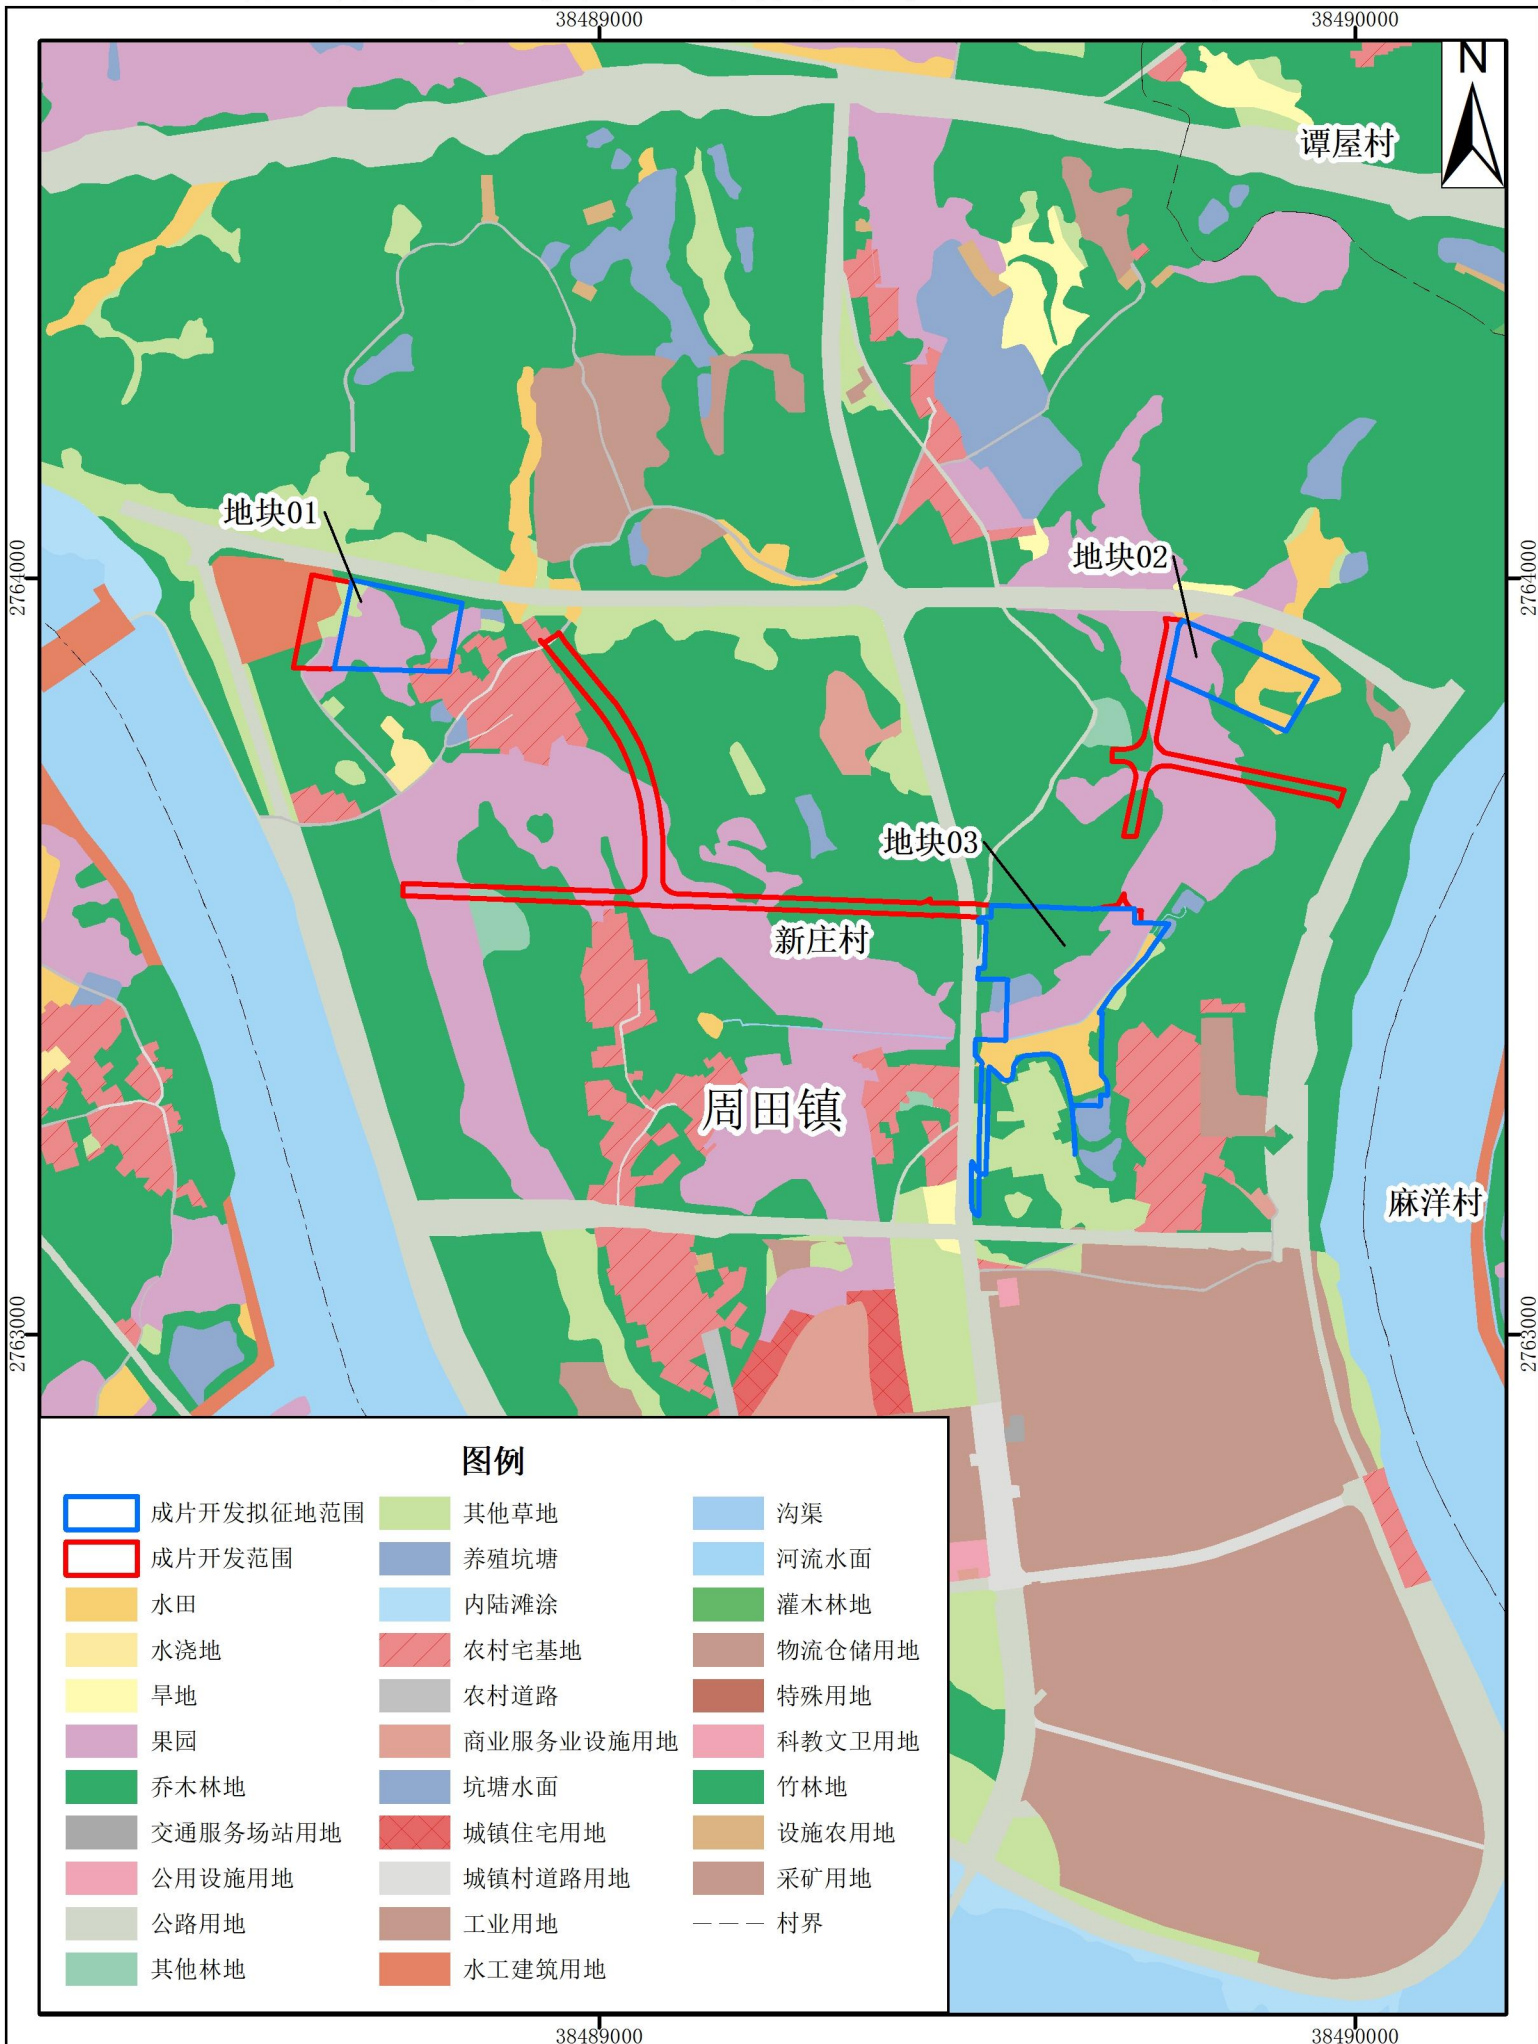 38489000
38490000
N
谭屋村
地块01
地块02
2764000
2764000
地块03
新庄村
周田镇
麻洋村
2763000
2763000
图例
成片开发拟征地范围
其他草地
沟渠
成片开发范围
养殖坑塘
河流水面
水田
内陆滩涂
灌木林地
水浇地
农村宅基地
物流仓储用地
旱地
农村道路
特殊用地
果园
商业服务业设施用地
科教文卫用地
乔木林地
坑塘水面
竹林地
交通服务场站用地
城镇住宅用地
设施农用地
公用设施用地
城镇村道路用地
采矿用地
公路用地
工业用地
村界
其他林地
水工建筑用地
38489000
38490000